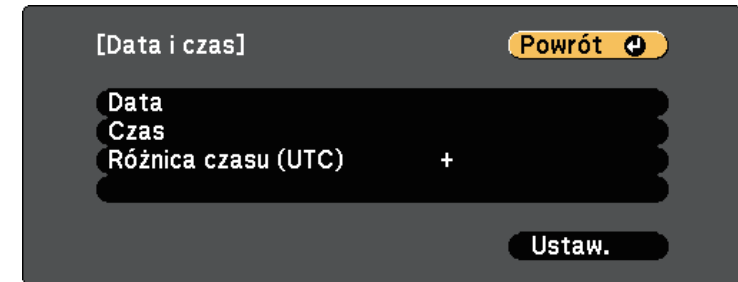 [Data i czas] Powrót
Data
Czas
Różnica czasu (UTC) +
Ustaw.